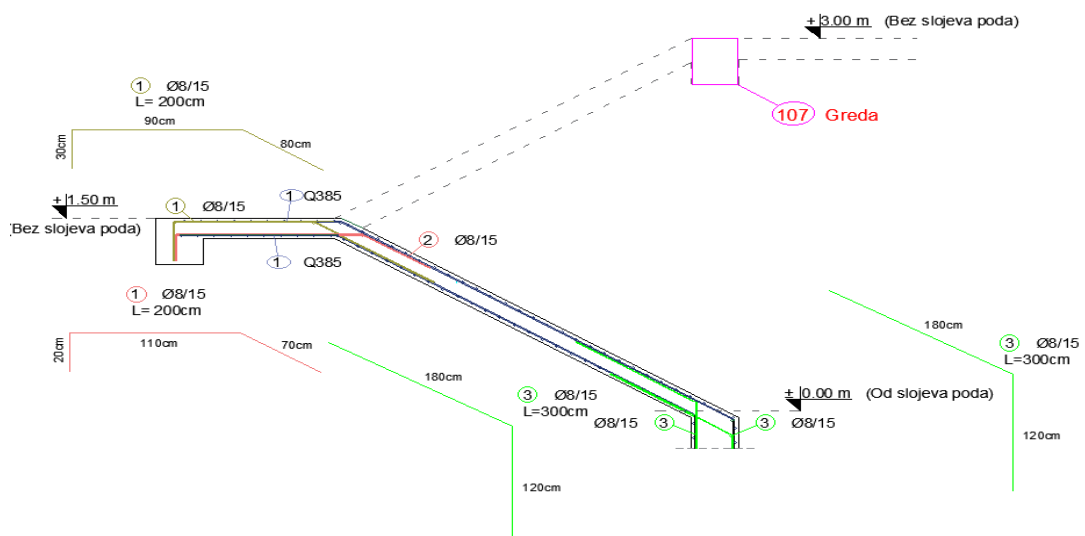 + 3.00 m (Bez slojeva poda)
1 Ø8/15
L= 200cm
90cm
30cm
80cm
107 Greda
+ 1.50 m
(Bez slojeva poda)
1 Ø8/15
1 Q385
2 Ø8/15
1 Q385
1 Ø8/15
L= 200cm
20cm
110cm
70cm
180cm
180cm
3 Ø8/15
L=300cm
120cm
3 Ø8/15
L=300cm
Ø8/15 3
3 Ø8/15
± 0.00 m (Od slojeva poda)
120cm